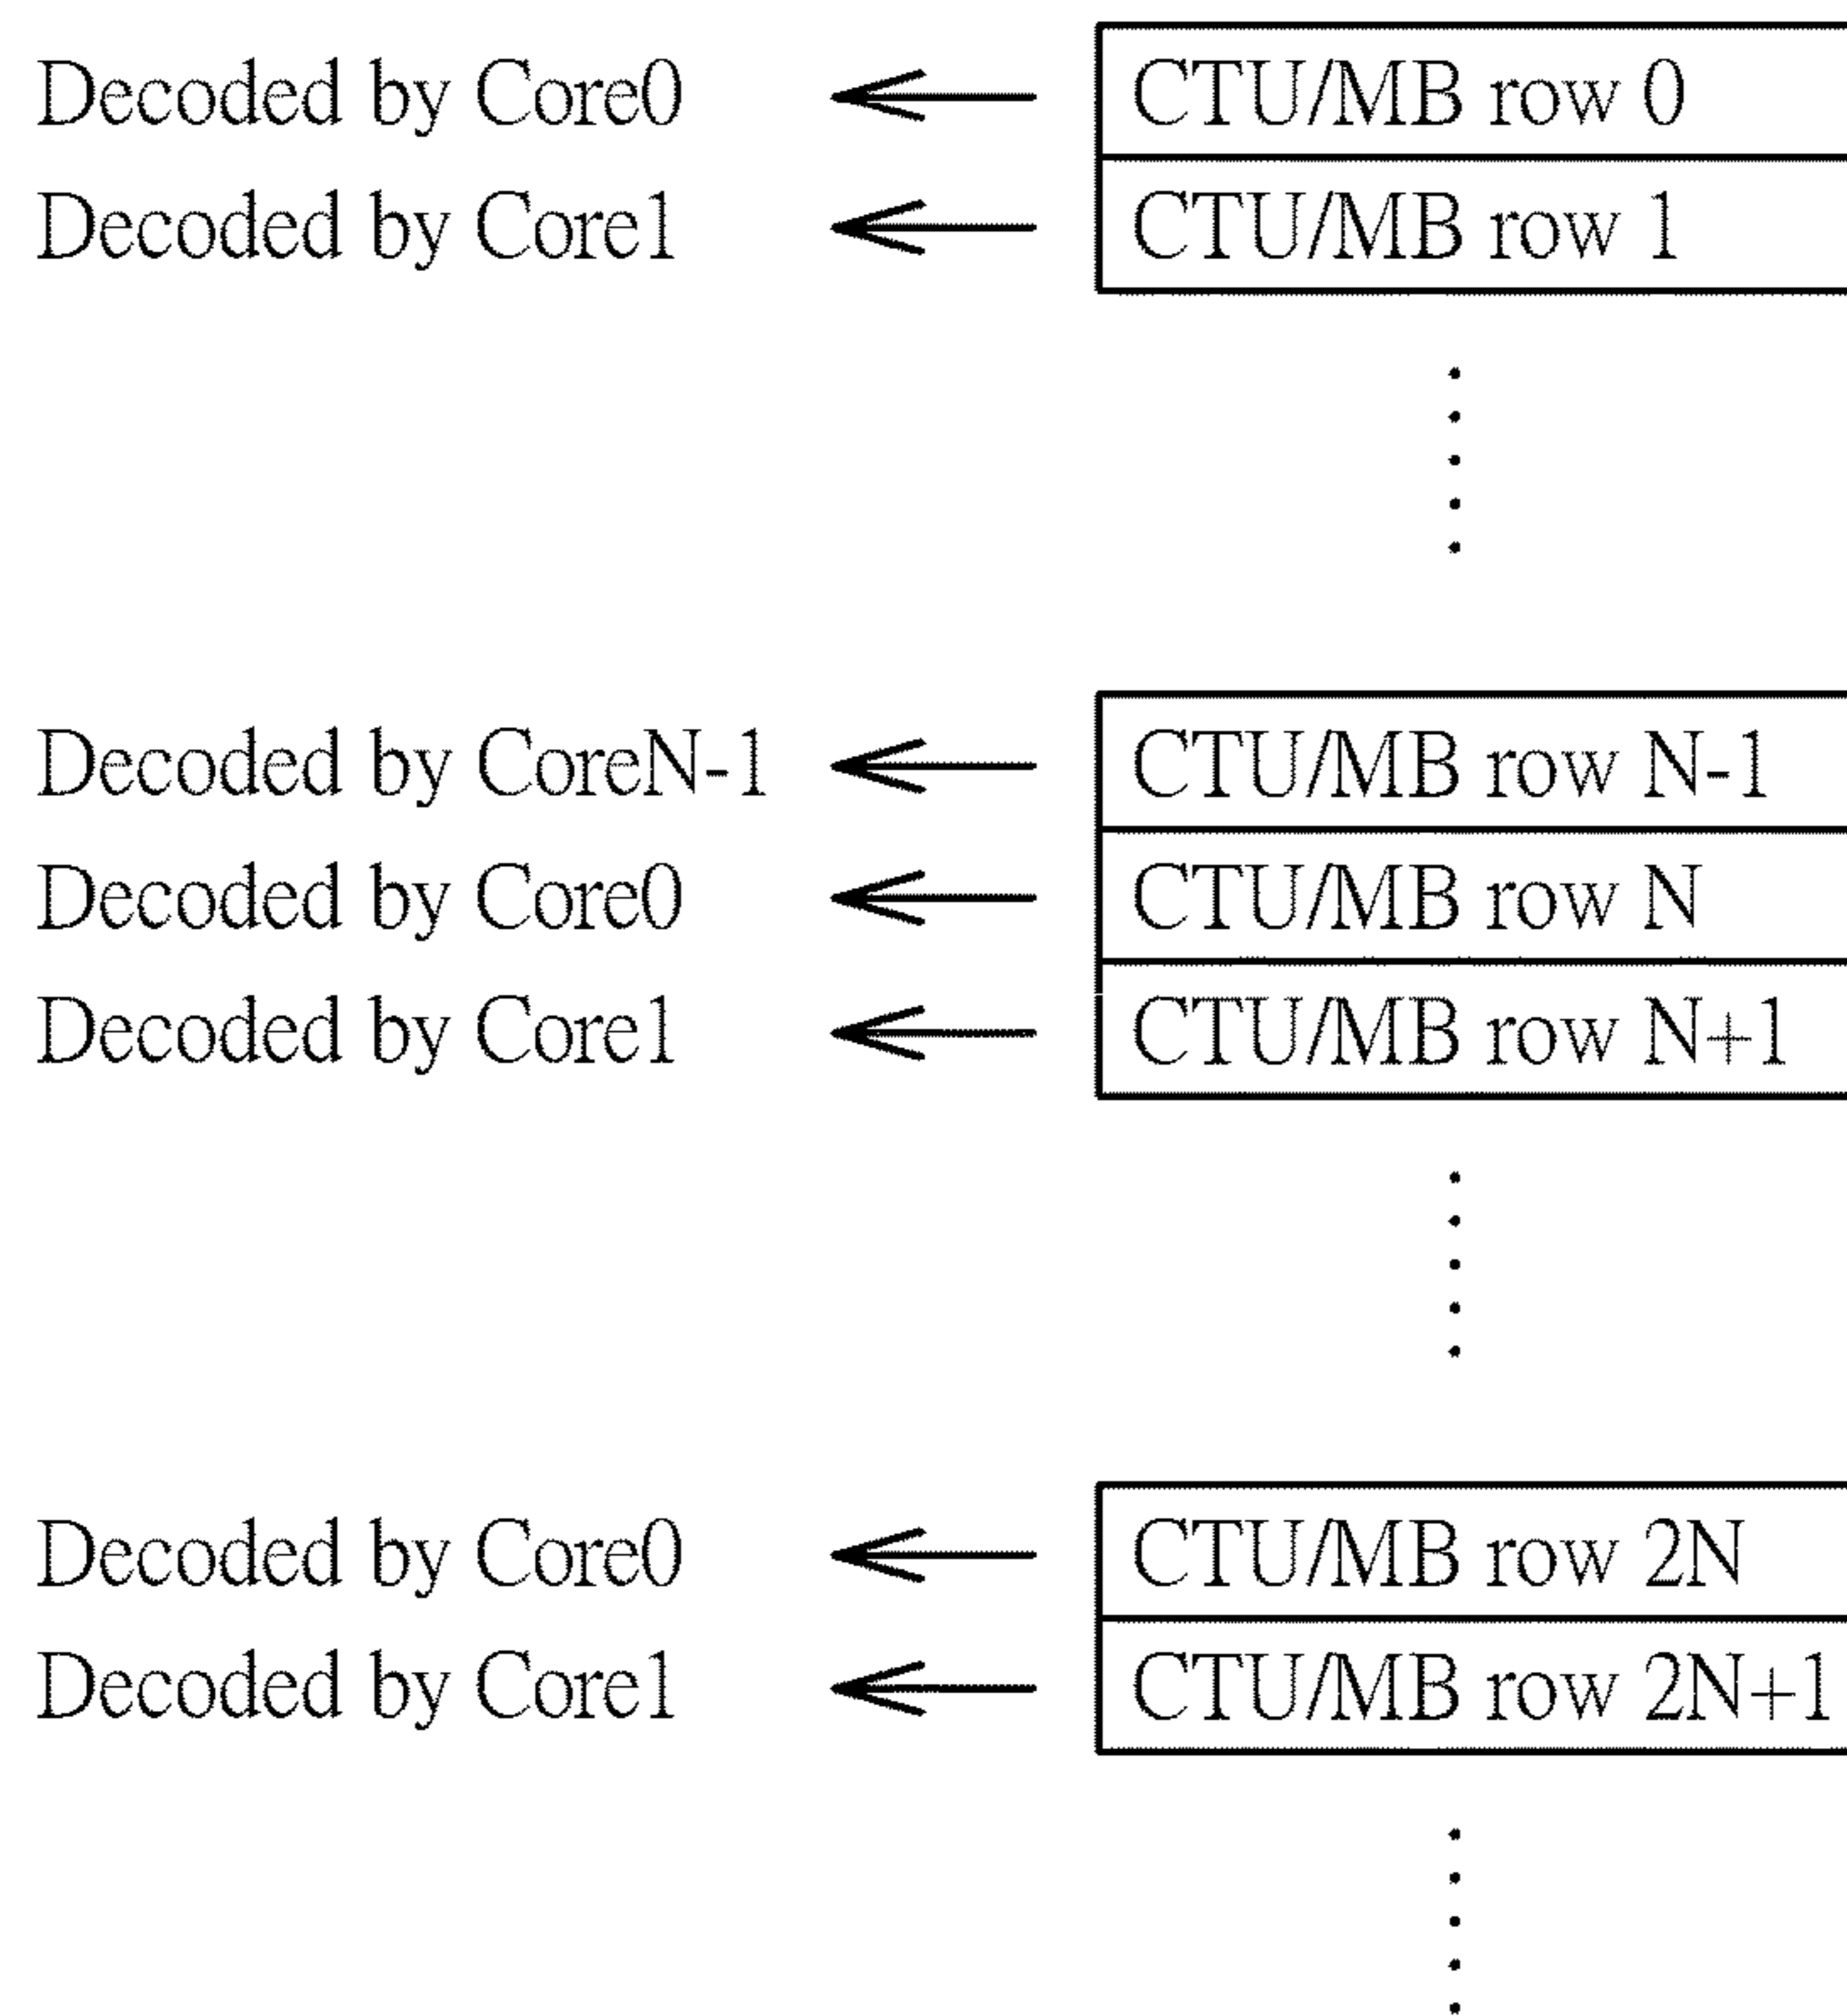 Decoded by Core0 CTU/MB row 0
Decoded by Core1 CTU/MB row 1
Decoded by CoreN-1 CTU/MB row N-1
Decoded by Core0 CTU/MB row N
Decoded by Core1 CTU/MB row N+1
Decoded by Core0 CTU/MB row 2N
Decoded by Core1 CTU/MB row 2N+1